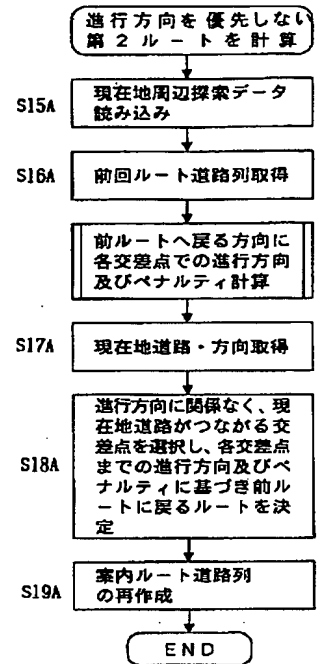 進行方向を優先しない
第2ルートを計算
S15A
現在地周辺探索データ
読み込み
S16A
前回ルート道路列取得
前ルートへ戻る方向に
各交差点での進行方向
及びペナルティ計算
S17A
現在地道路・方向取得
S18A
進行方向に関係なく、現
在地道路がつながる交
差点を選択し、各交差点
までの進行方向及びペ
ナルティに基づき前ルー
トに戻るルートを決
定
S19A
案内ルート道路列
の再作成
END